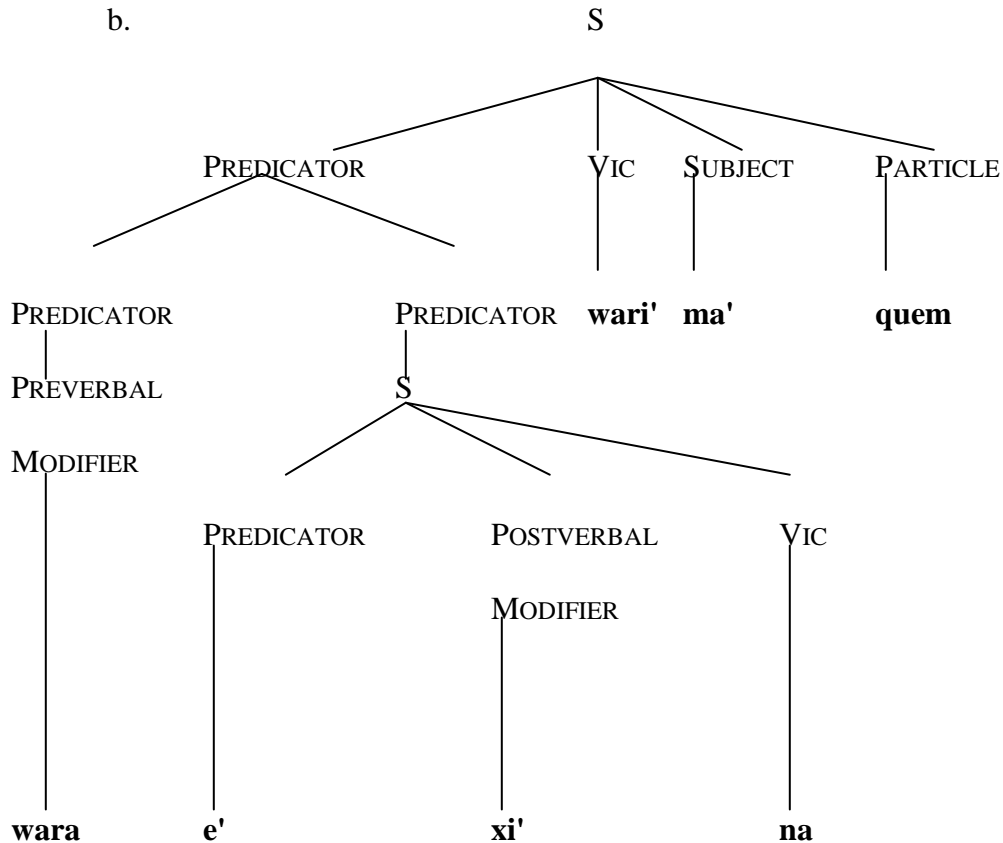 b. S
PREDICATOR VIC SUBJECT PARTICLE
PREDICATOR PREDICATOR wari' ma' quem
PREVERBAL S
MODIFIER
PREDICATOR POSTVERBAL VIC
MODIFIER
wara e' xi' na